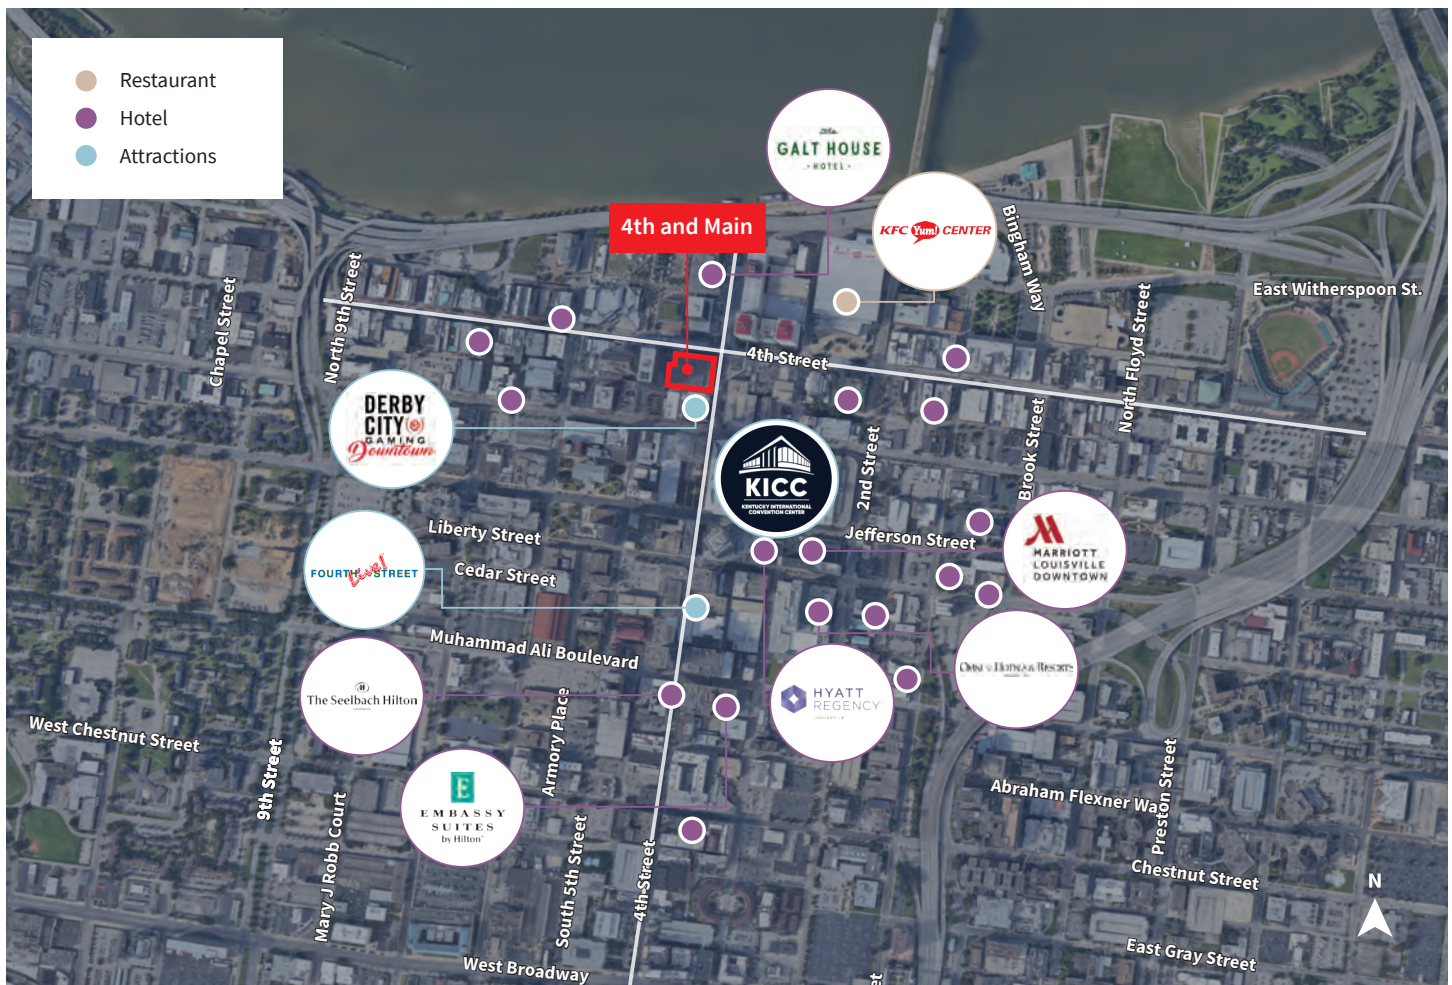 Restaurant
Hotel
Attractions
the
GALT HOUSE
HOTEL
KFC Yum! CENTER
4th and Main
Bingham Way
East Witherspoon St.
North 9th Street
Chapel Street
North Floyd Street
4th Street
DERBY
CITY
GAMING
Downtown
KICC
KENTUCKY INTERNATIONAL
CONVENTION CENTER
2nd Street
Brook Street
Liberty Street
Jefferson Street
MARRIOTT
LOUISVILLE
DOWNTOWN
FOURTH Live! STREET
Cedar Street
Muhammad Ali Boulevard
The Seelbach Hilton
HYATT
REGENCY
West Chestnut Street
9th Street
Armory Place
E
EMBASSY
SUITES
by Hilton
Mary J Robb Court
South 5th Street
4th Street
Abraham Flexner Wa
Preston Street
Chestnut Street
N
East Gray Street
West Broadway
et